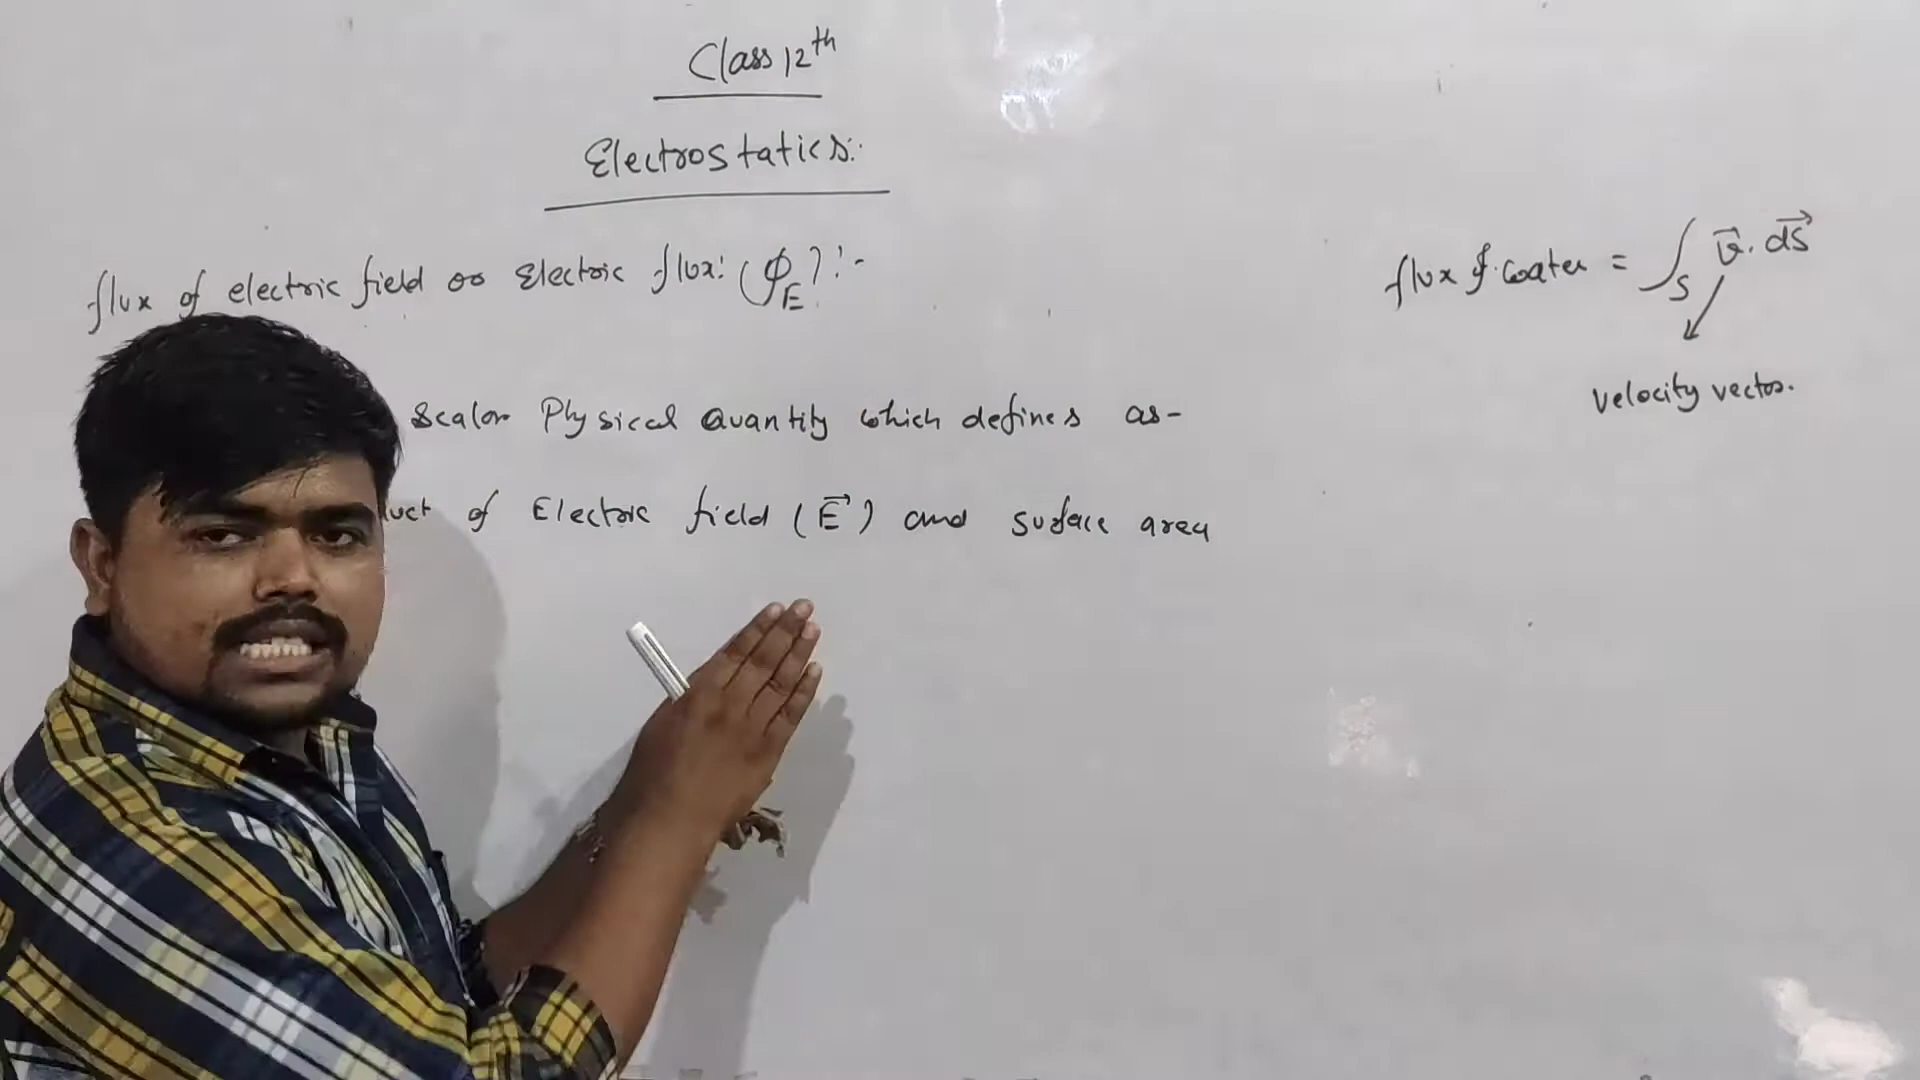 Class 12th
Electrostatics:
flux of electric field or Electric flux: (ϕ_E):-
Scalar Physical Quantity which defines as-
uct of Electric field (E⃗) and surface area
flux of water = ∫_S v⃗. dS⃗
velocity vector.